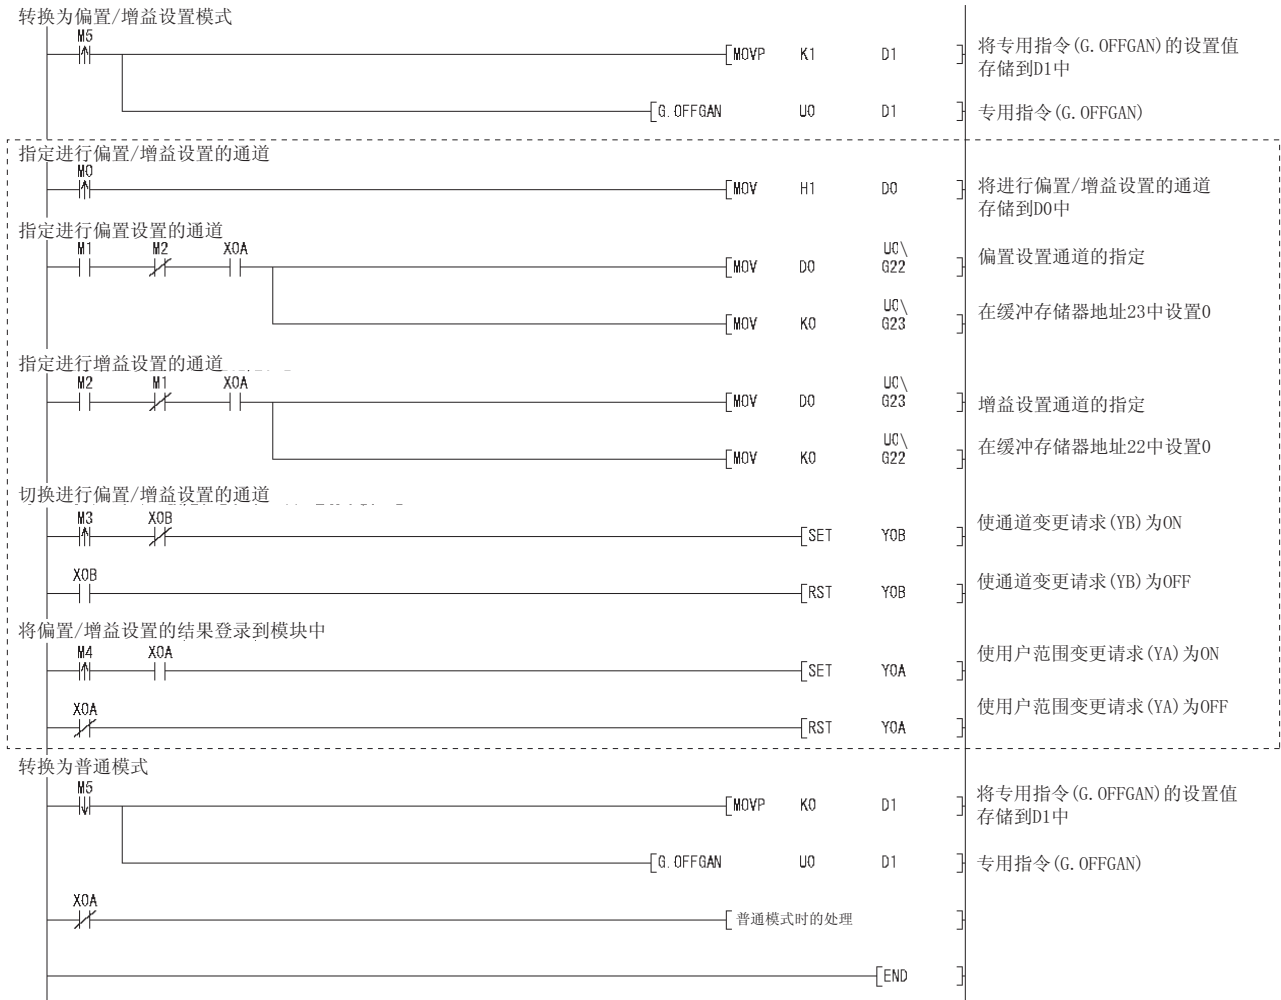 转换为偏置/增益设置模式
M5
MOVP K1 D1
将专用指令(G.OFFGAN)的设置值
存储到D1中
G.OFFGAN U0 D1
专用指令(G.OFFGAN)
指定进行偏置/增益设置的通道
M0
MOV H1 D0
将进行偏置/增益设置的通道
存储到D0中
指定进行偏置设置的通道
M1 M2 X0A
MOV D0 U0\G22
偏置设置通道的指定
MOV K0 U0\G23
在缓冲存储器地址23中设置0
指定进行增益设置的通道
M2 M1 X0A
MOV D0 U0\G23
增益设置通道的指定
MOV K0 U0\G22
在缓冲存储器地址22中设置0
切换进行偏置/增益设置的通道
M3 X0B
SET Y0B
使通道变更请求(YB)为ON
X0B
RST Y0B
使通道变更请求(YB)为OFF
将偏置/增益设置的结果登录到模块中
M4 X0A
SET Y0A
使用户范围变更请求(YA)为ON
X0A
RST Y0A
使用户范围变更请求(YA)为OFF
转换为普通模式
M5
MOVP K0 D1
将专用指令(G.OFFGAN)的设置值
存储到D1中
G.OFFGAN U0 D1
专用指令(G.OFFGAN)
X0A
普通模式时的处理
END